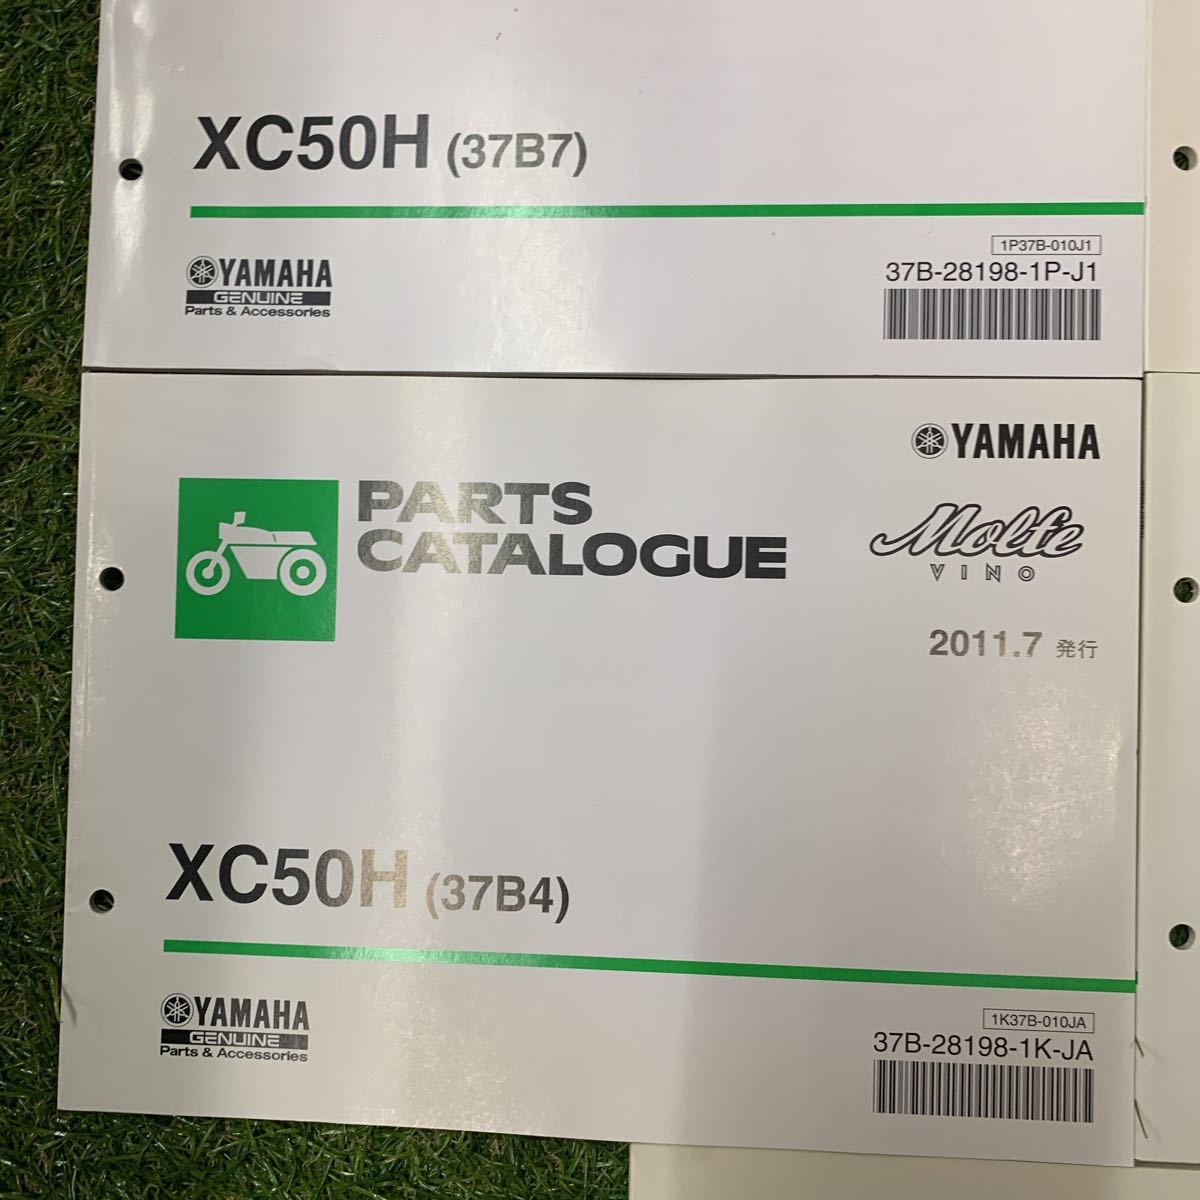 XC50H (37B7)
1P37B-010J1
37B-28198-1P-J1
YAMAHA
GENUINE
Parts & Accessories
YAMAHA
PARTS
CATALOGUE
Molfe
VINO
2011.7 発行
XC50H (37B4)
1K37B-010JA
37B-28198-1K-JA
YAMAHA
GENUINE
Parts & Accessories